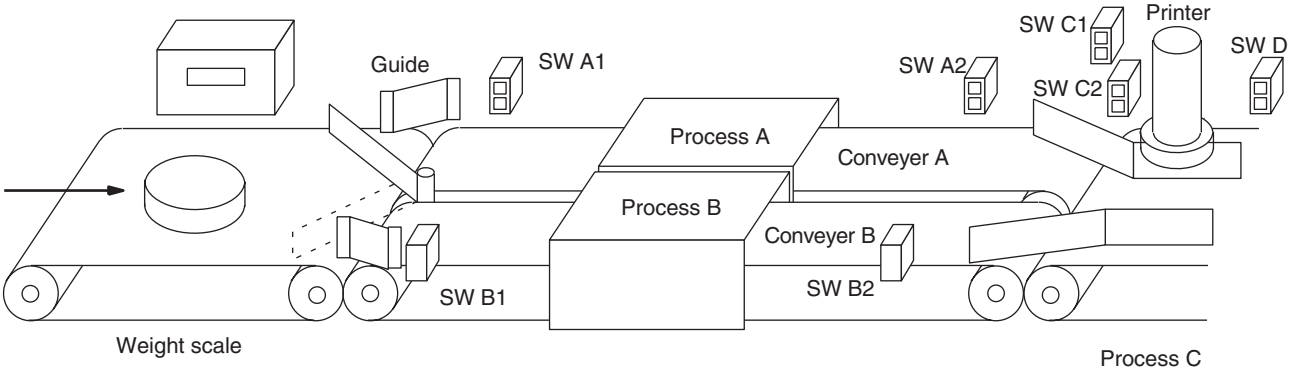 SW C1
Printer
Guide
SW A1
SW A2
SW C2
SW D
Process A
Conveyer A
Process B
Conveyer B
SW B1
SW B2
Weight scale
Process C